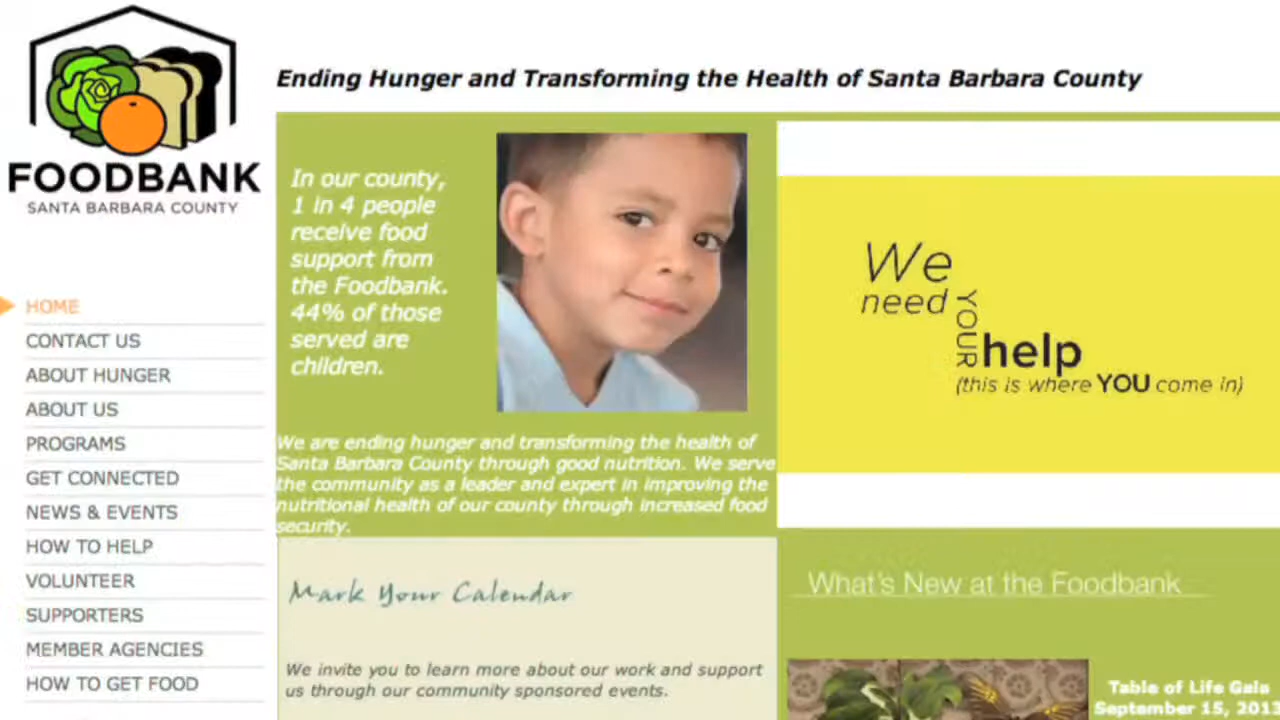 FOODBANK
SANTA BARBARA COUNTY
Ending Hunger and Transforming the Health of Santa Barbara County
HOME
CONTACT US
ABOUT HUNGER
ABOUT US
PROGRAMS
GET CONNECTED
NEWS & EVENTS
HOW TO HELP
VOLUNTEER
SUPPORTERS
MEMBER AGENCIES
HOW TO GET FOOD
In our county,
1 in 4 people
receive food
support from
the Foodbank.
44% of those
served are
children.
We are ending hunger and transforming the health of
Santa Barbara County through good nutrition. We serve
the community as a leader and expert in improving the
nutritional health of our county through increased food
security.
We
need
YOUR
help
(this is where YOU come in)
Mark Your Calendar
We invite you to learn more about our work and support
us through our community sponsored events.
What's New at the Foodbank
Table of Life Gala
September 15, 2013